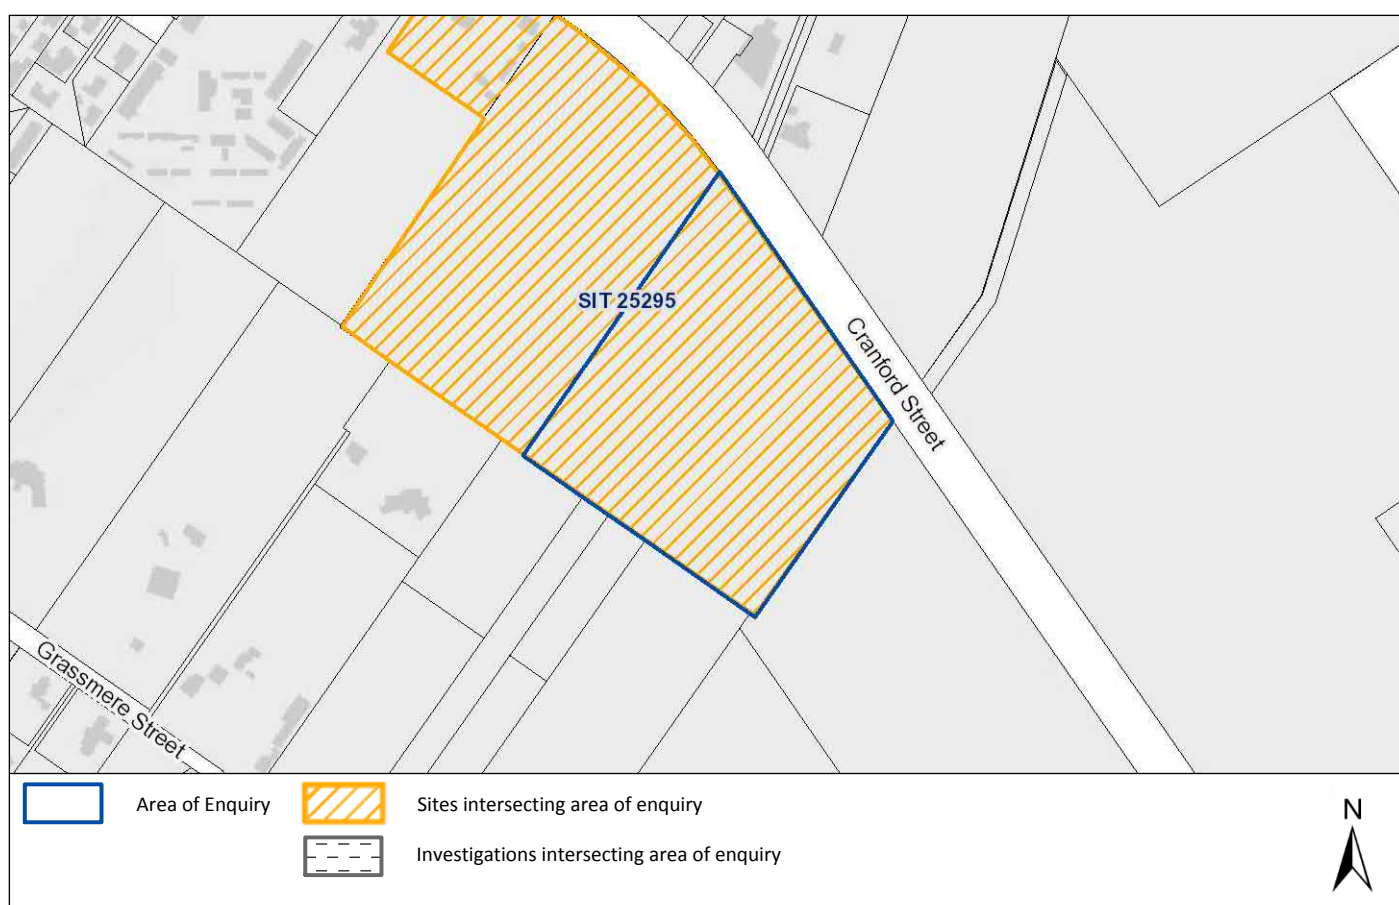 SIT 25295
Cranford Street
Grassmere Street
Area of Enquiry
Sites intersecting area of enquiry
N
Investigations intersecting area of enquiry